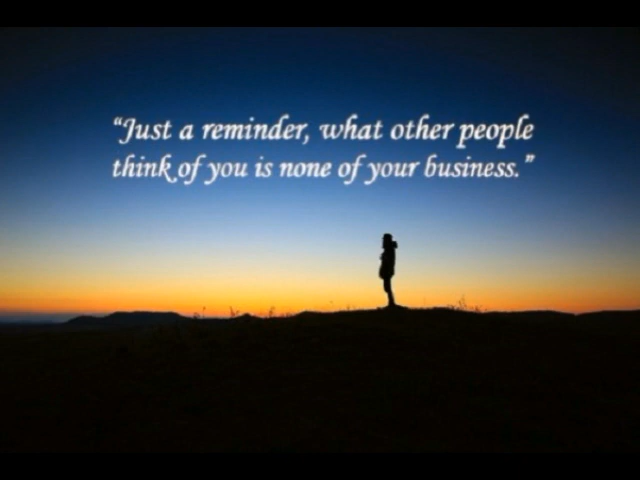 “Just a reminder, what other people
think of you is none of your business.”